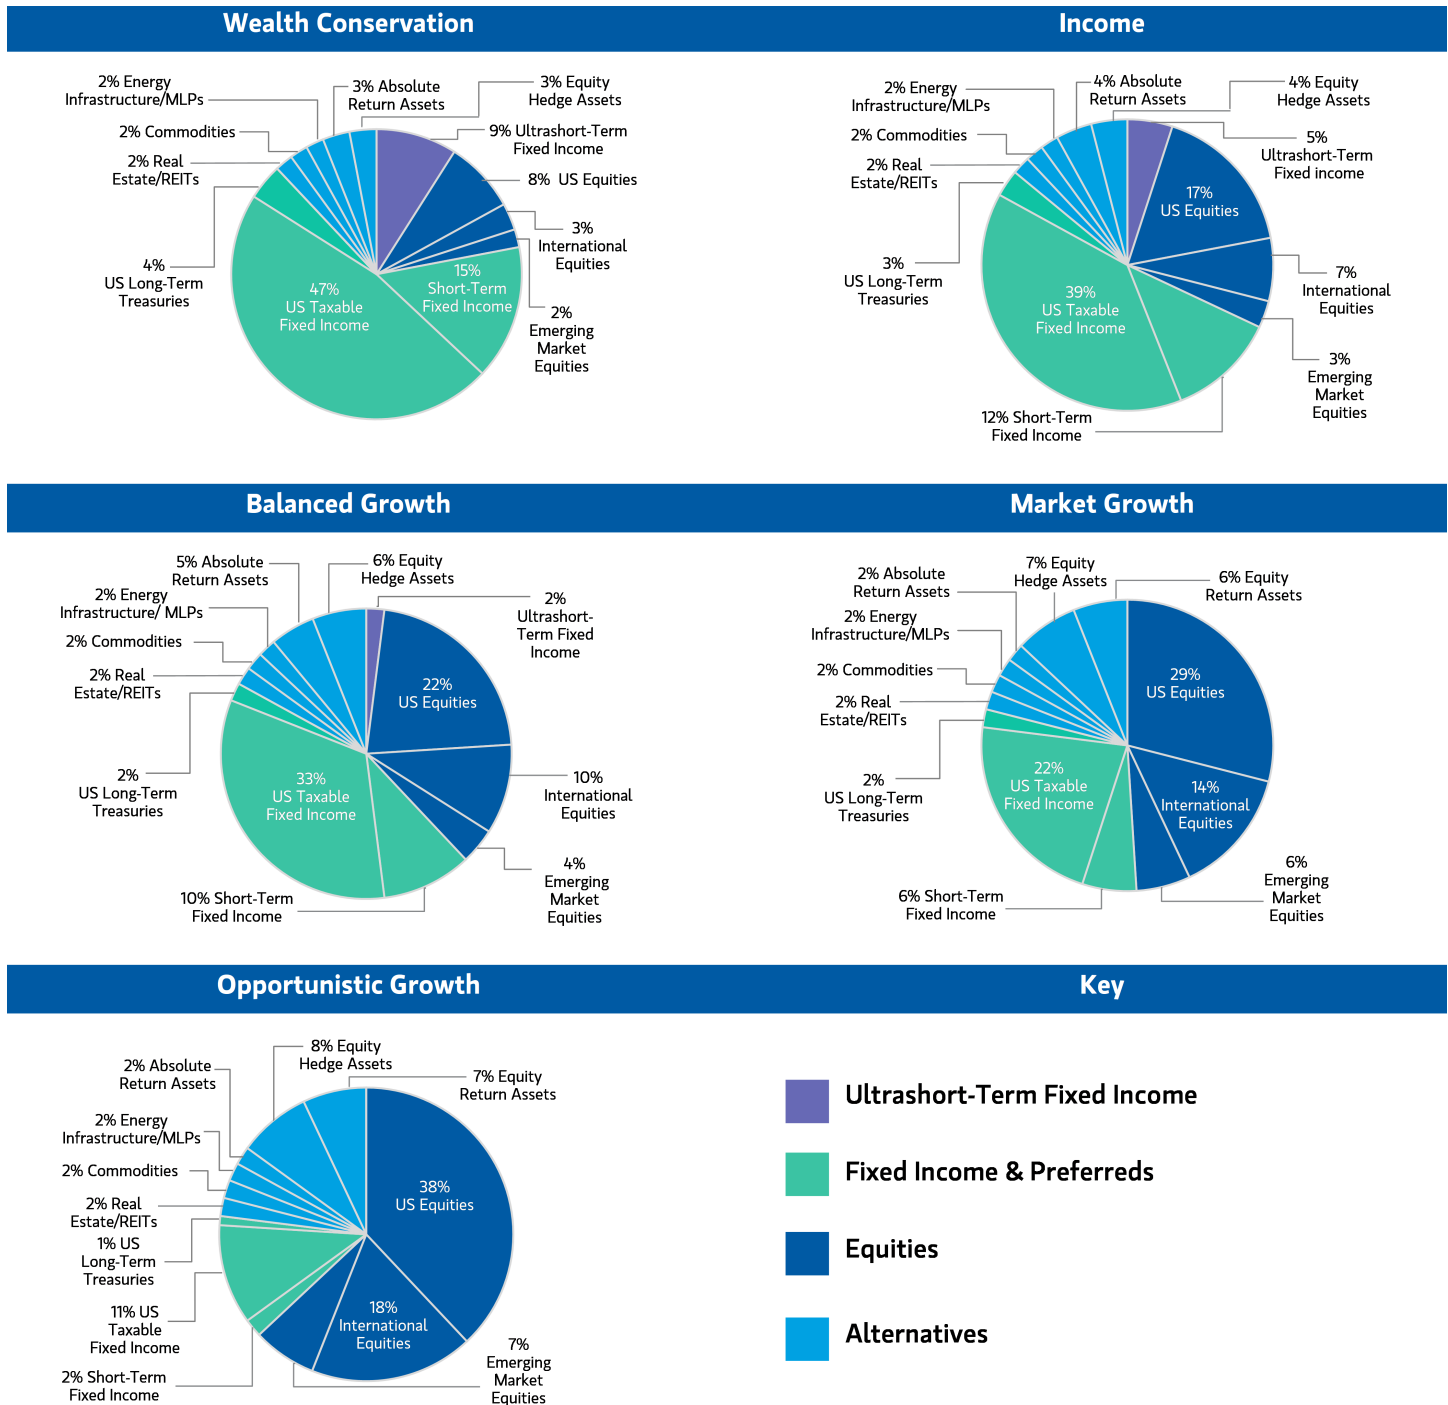 Wealth Conservation
2% Energy
Infrastructure/MLPs
3% Absolute
Return Assets
3% Equity
Hedge Assets
2% Commodities
9% Ultrashort-Term
Fixed Income
2% Real
Estate/REITs
8% US Equities
3%
International
Equities
4%
US Long-Term
Treasuries
15%
Short-Term
Fixed Income
47%
US Taxable
Fixed Income
2%
Emerging
Market
Equities
Income
2% Energy
Infrastructure/MLPs
4% Absolute
Return Assets
4% Equity
Hedge Assets
2% Commodities
5%
Ultrashort-Term
Fixed income
2% Real
Estate/REITs
17%
US Equities
3%
US Long-Term
Treasuries
7%
International
Equities
39%
US Taxable
Fixed Income
3%
Emerging
Market
Equities
12% Short-Term
Fixed Income
Balanced Growth
5% Absolute
Return Assets
6% Equity
Hedge Assets
2% Energy
Infrastructure/ MLPs
2%
Ultrashort-
Term Fixed
Income
2% Commodities
2% Real
Estate/REITs
22%
US Equities
2%
US Long-Term
Treasuries
33%
US Taxable
Fixed Income
10%
International
Equities
4%
Emerging
Market
Equities
10% Short-Term
Fixed Income
Market Growth
2% Absolute
Return Assets
7% Equity
Hedge Assets
6% Equity
Return Assets
2% Energy
Infrastructure/MLPs
2% Commodities
29%
US Equities
2% Real
Estate/REITs
22%
US Taxable
Fixed Income
14%
International
Equities
2%
US Long-Term
Treasuries
6%
Emerging
Market
Equities
6% Short-Term
Fixed Income
Opportunistic Growth
8% Equity
Hedge Assets
2% Absolute
Return Assets
7% Equity
Return Assets
2% Energy
Infrastructure/MLPs
2% Commodities
38%
US Equities
2% Real
Estate/REITs
1% US
Long-Term
Treasuries
11% US
Taxable
Fixed Income
18%
International
Equities
7%
Emerging
Market
Equities
2% Short-Term
Fixed Income
Key
Ultrashort-Term Fixed Income
Fixed Income & Preferreds
Equities
Alternatives